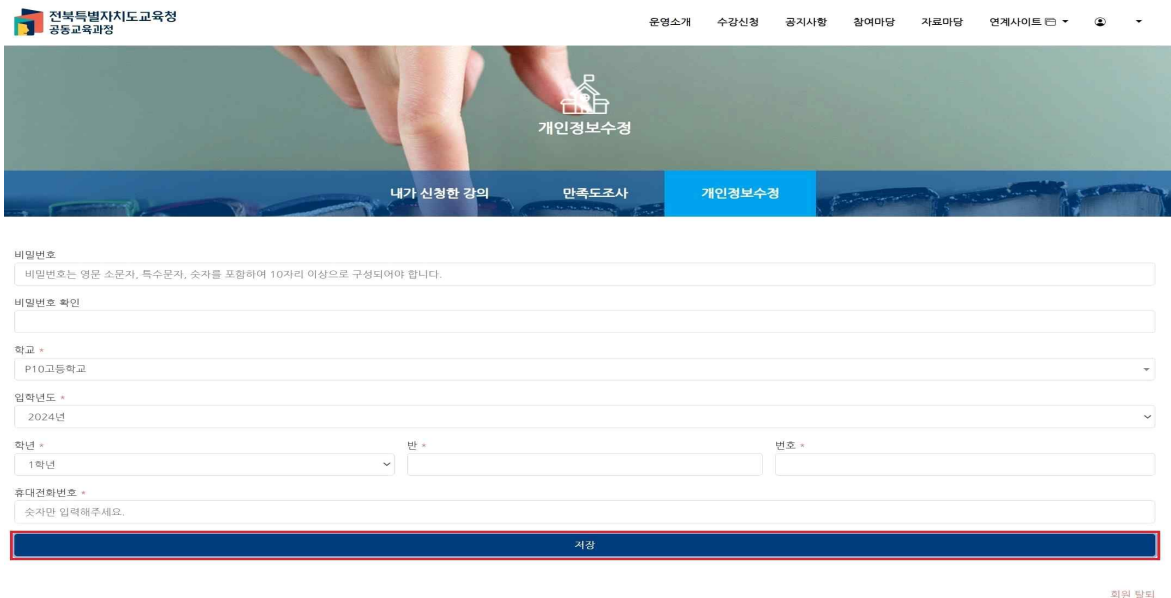 전북특별자치도교육청
공동교육과정
운영소개 수강신청 공지사항 참여마당 자료마당 연계사이트
개인정보수정
내가 신청한 강의 만족도조사 개인정보수정
비밀번호
비밀번호는 영문 소문자, 특수문자, 숫자를 포함하여 10자리 이상으로 구성되어야 합니다.
비밀번호 확인
학교 *
P10고등학교
입학년도 *
2024년
학년 * 반 * 번호 *
1학년
휴대전화번호 *
숫자만 입력해주세요.
저장
회원 탈퇴